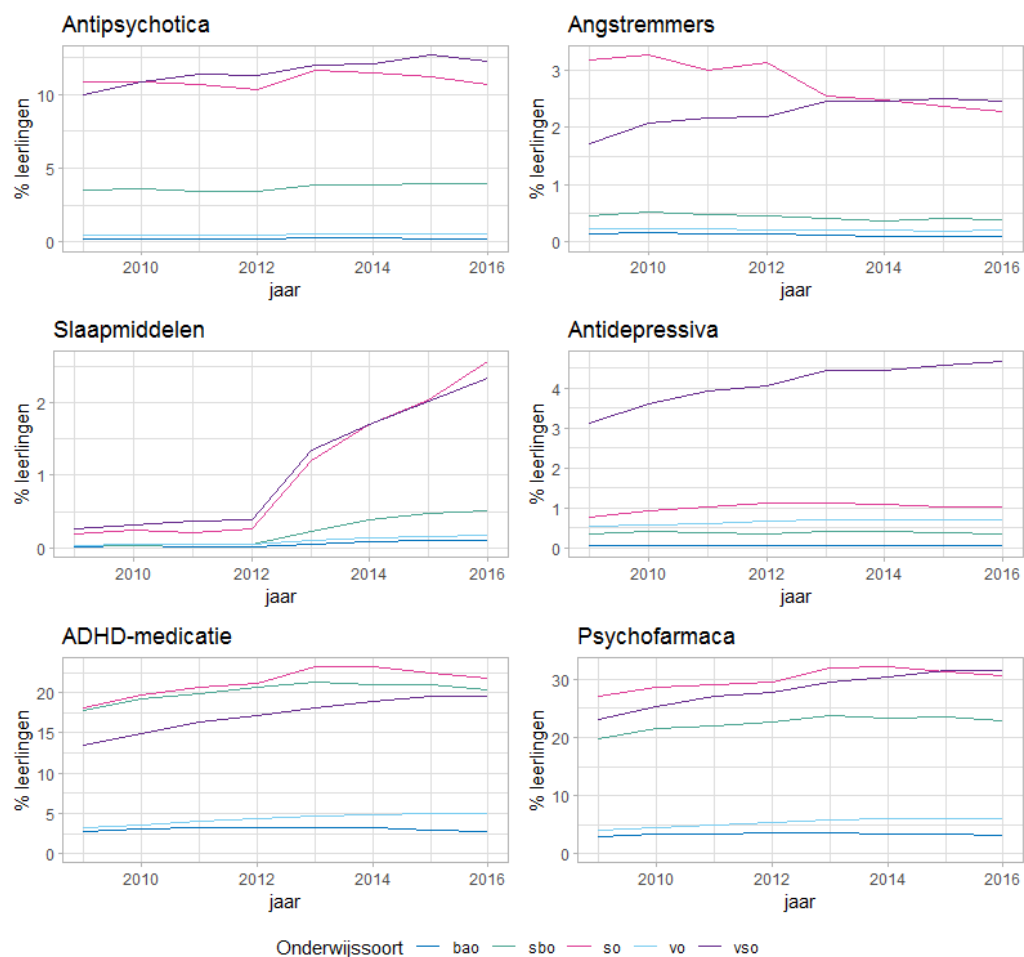 Antipsychotica
% leerlingen
10
5
0
2010 2012 2014 2016
jaar
Angstremmers
% leerlingen
3
2
1
0
2010 2012 2014 2016
jaar
Slaapmiddelen
% leerlingen
2
1
0
2010 2012 2014 2016
jaar
Antidepressiva
% leerlingen
4
3
2
1
0
2010 2012 2014 2016
jaar
ADHD-medicatie
% leerlingen
20
15
10
5
0
2010 2012 2014 2016
jaar
Psychofarmaca
% leerlingen
30
20
10
0
2010 2012 2014 2016
jaar
Onderwijssoort bao sbo so vo vso